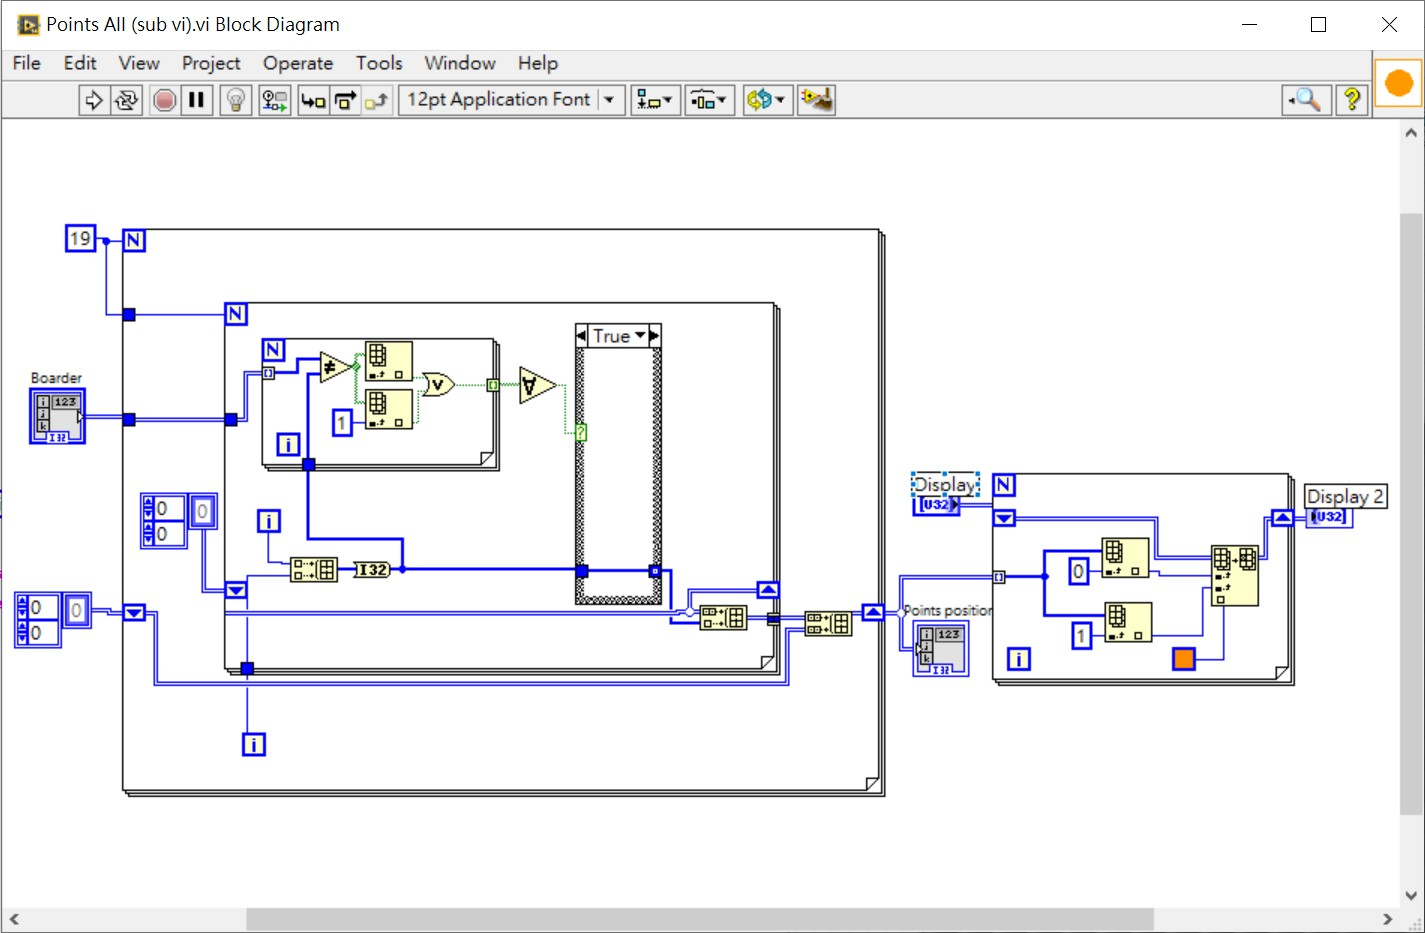 Points All (sub vi).vi Block Diagram
File Edit View Project Operate Tools Window Help
12pt Application Font
?
19
N
N
True
N
Boarder
i 123
j
k
I32
1
?
i
Display
N
[U32]
Display 2
[U32]
0
0
0
i
I32
0
0
0
0
Points position
i 123
j
k
I32
1
i
i